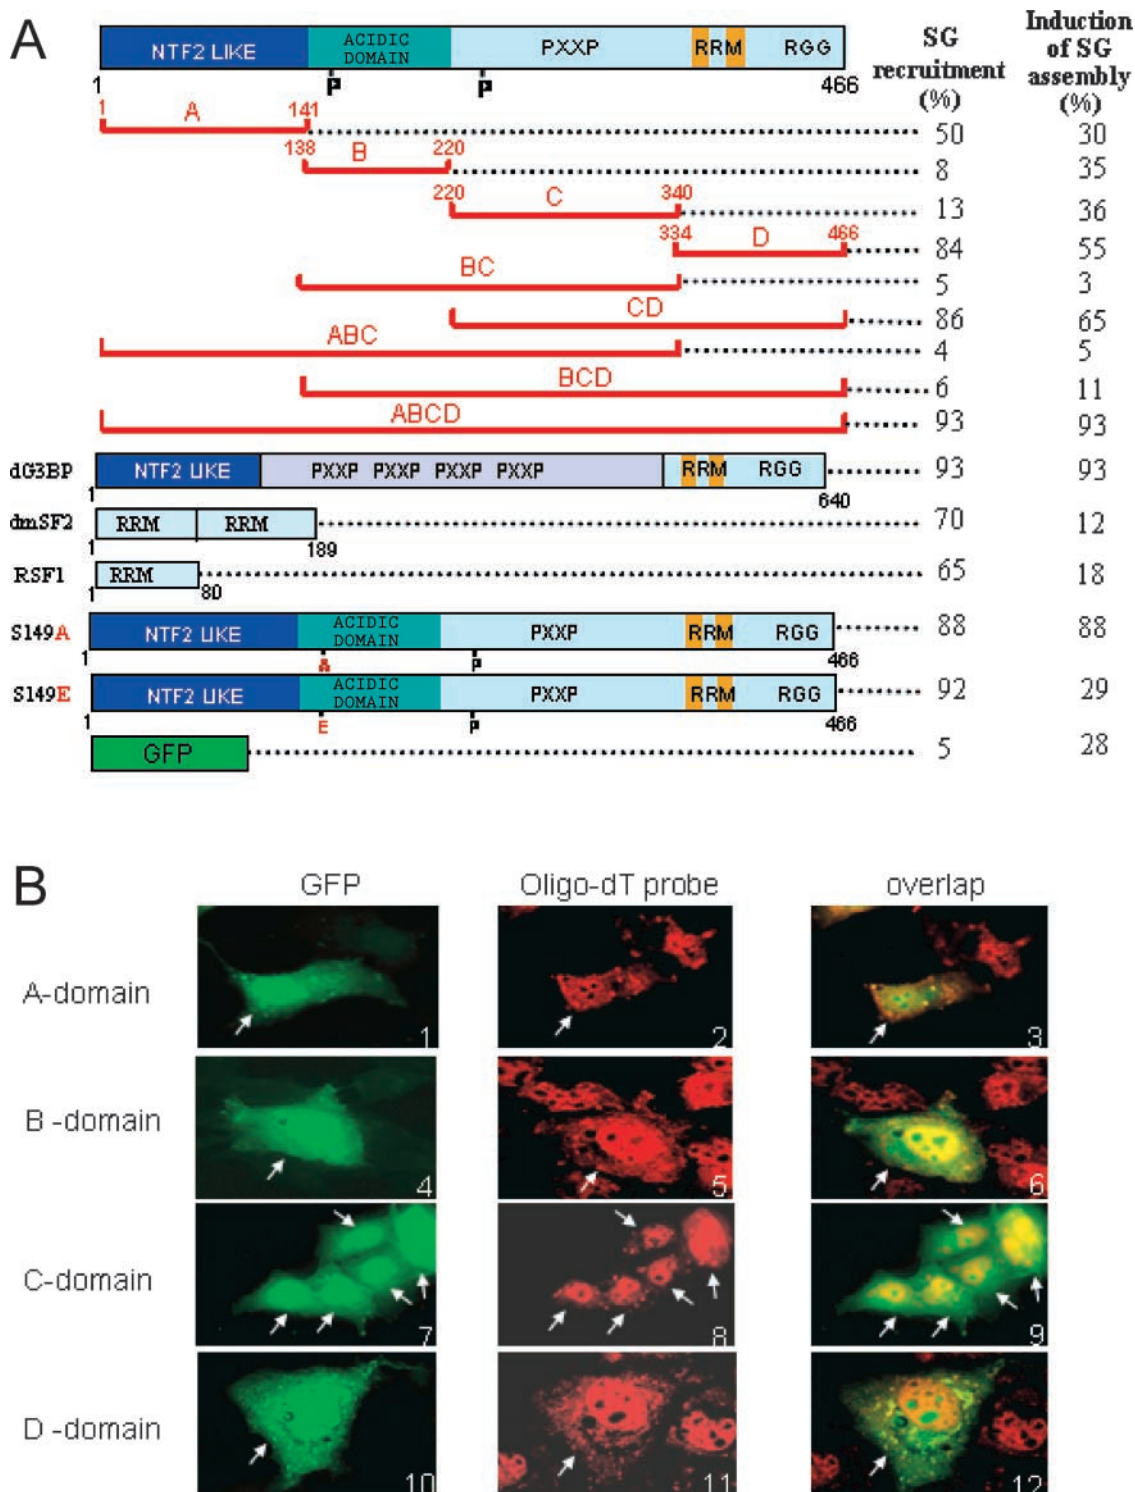 A
NTF2 LIKE ACIDIC DOMAIN PXXP RRM RGG
SG recruitment (%)
Induction of SG assembly (%)
1 P P 466
1 A 141 50 30
138 B 220 8 35
220 C 340 13 36
334 D 466 84 55
BC 5 3
CD 86 65
ABC 4 5
BCD 6 11
ABCD 93 93
dG3BP NTF2 LIKE PXXP PXXP PXXP PXXP RRM RGG 93 93
1 640
dmSF2 RRM RRM 70 12
1 189
RSF1 RRM 65 18
1 80
S149A NTF2 LIKE ACIDIC DOMAIN PXXP RRM RGG 88 88
1 A P 466
S149E NTF2 LIKE ACIDIC DOMAIN PXXP RRM RGG 92 29
1 E P 466
GFP 5 28
B
GFP Oligo-dT probe overlap
A-domain 1 2 3
B -domain 4 5 6
C-domain 7 8 9
D -domain 10 11 12